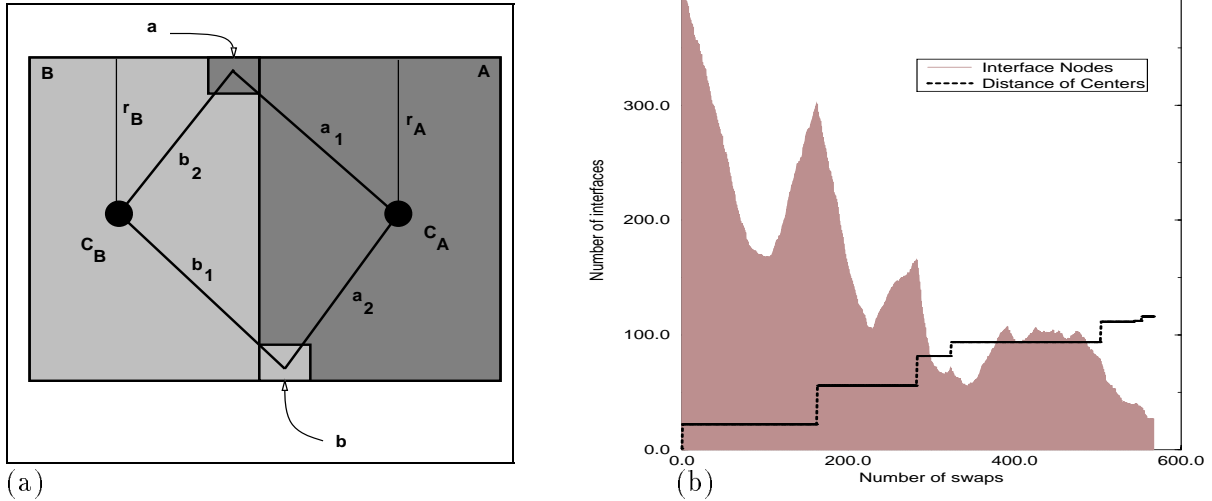 a
B
A
r B
r A
a 1
b 2
C B
C A
b 1
a 2
b
(a)
Interface Nodes
Distance of Centers
Number of interfaces
300.0
200.0
100.0
0.0
0.0
200.0
400.0
600.0
Number of swaps
(b)